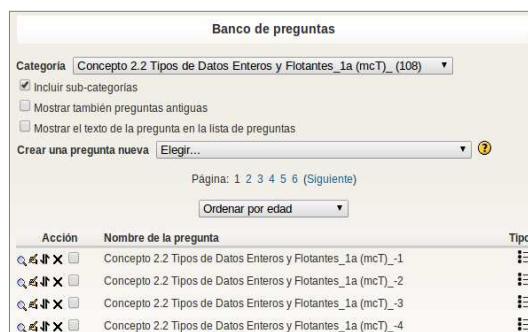 Banco de preguntas
Categoría Concepto 2.2 Tipos de Datos Enteros y Flotantes_1a (mcT)_ (108)
Incluir sub-categorías
Mostrar también preguntas antiguas
Mostrar el texto de la pregunta en la lista de preguntas
Crear una pregunta nueva Elegir...
Página: 1 2 3 4 5 6 (Siguiente)
Ordenar por edad
Acción Nombre de la pregunta Tipo
Concepto 2.2 Tipos de Datos Enteros y Flotantes_1a (mcT)_-1
Concepto 2.2 Tipos de Datos Enteros y Flotantes_1a (mcT)_-2
Concepto 2.2 Tipos de Datos Enteros y Flotantes_1a (mcT)_-3
Concepto 2.2 Tipos de Datos Enteros y Flotantes_1a (mcT)_-4